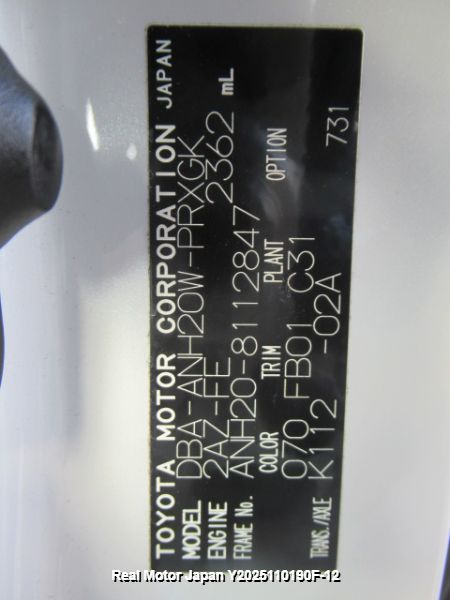 TOYOTA MOTOR CORPORATION JAPAN
MODEL DBA-ANH20W-PRXGK
ENGINE 2AZ-FE 2362 mL
FRAME No. ANH20-8112847
COLOR TRIM PLANT OPTION
070 FB01 C31
TRANS./AXLE K112 -02A 731
Real Motor Japan Y2025110190F-12